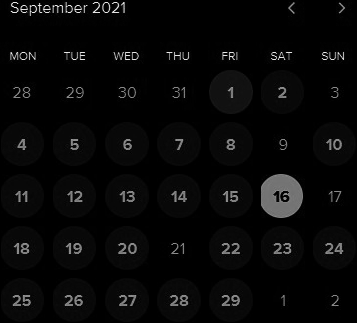 September 2021
MON TUE WED THU FRI SAT SUN
28 29 30 31 1 2 3
4 5 6 7 8 9 10
11 12 13 14 15 16 17
18 19 20 21 22 23 24
25 26 27 28 29 1 2